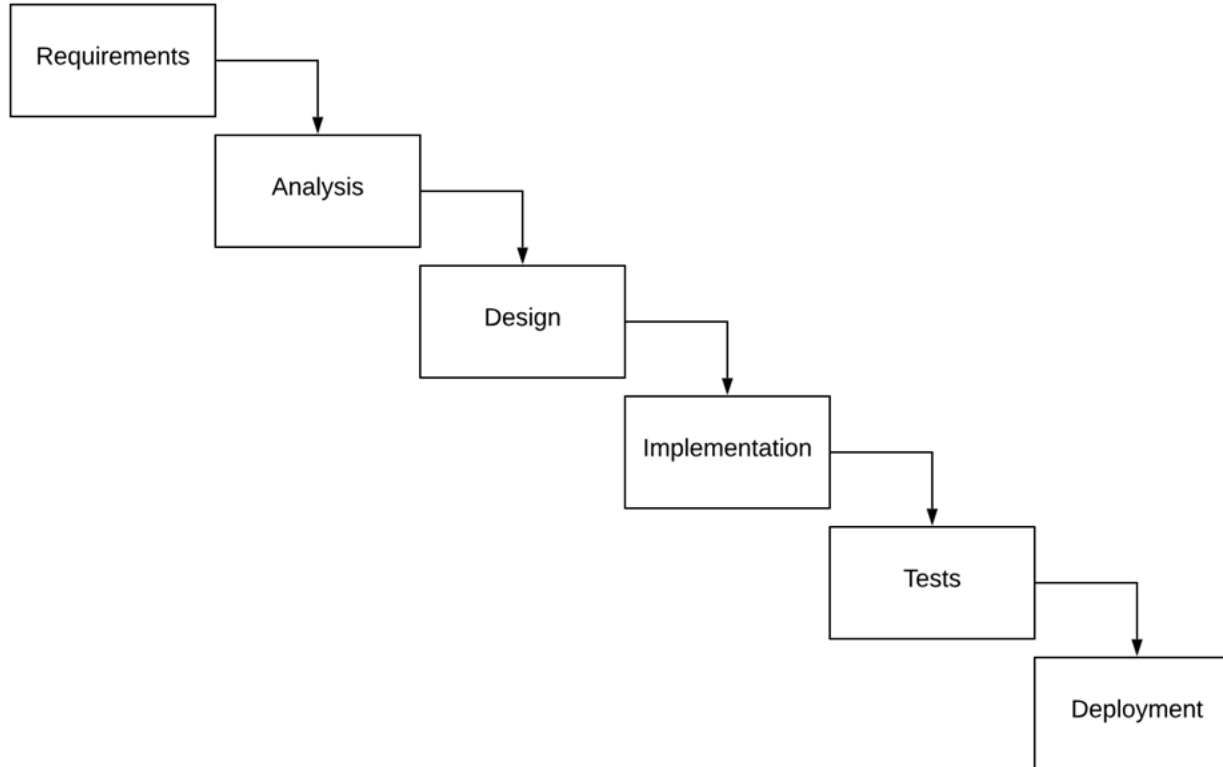 Requirements
Analysis
Design
Implementation
Tests
Deployment